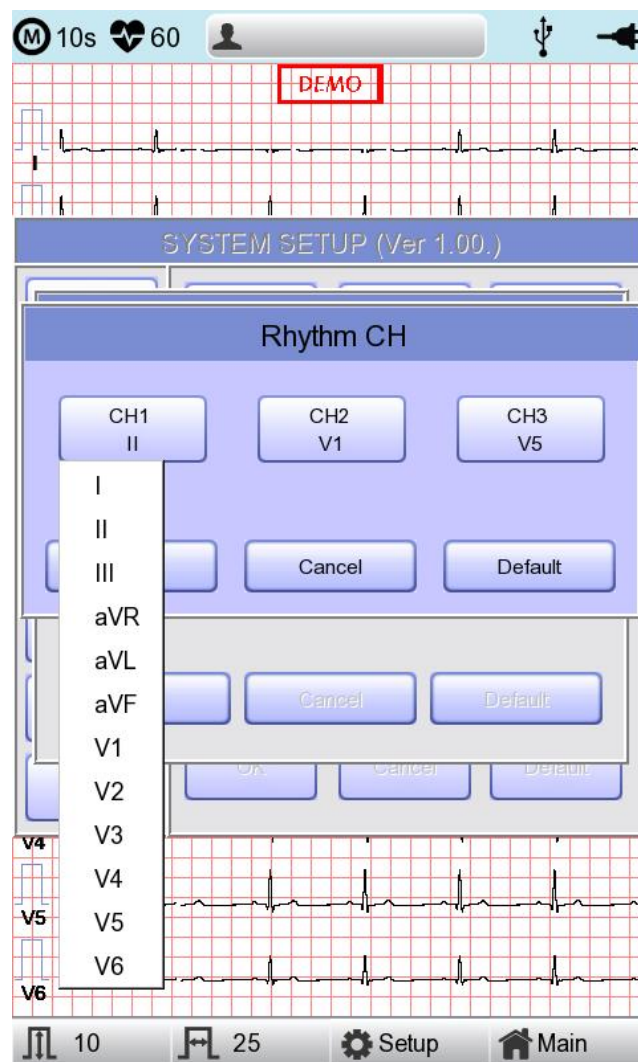 M 10s 60
DEMO
I
SYSTEM SETUP (Ver 1.00.)
Rhythm CH
CH1 CH2 CH3
II V1 V5
I
II
III
aVR
aVL
aVF
V1
V2
V3
V4
V5
V6
Cancel Default
Cancel Default
OK Cancel Default
V4
V5
V6
10 25 Setup Main